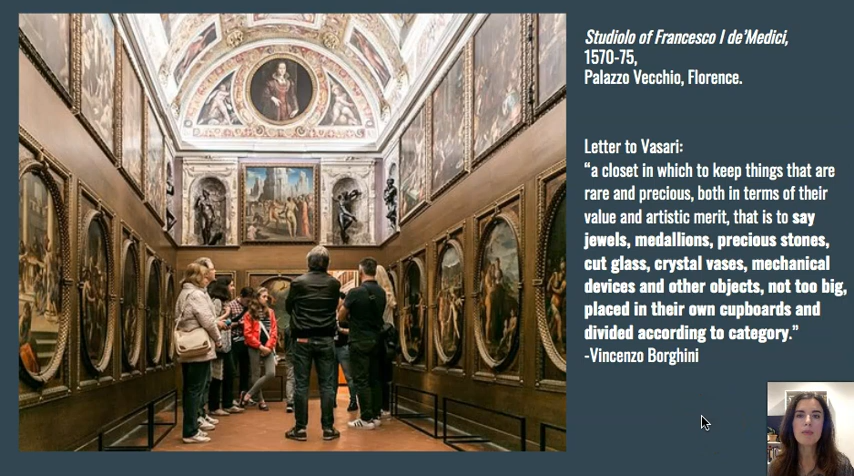 Studiolo of Francesco I de’Medici,
1570-75,
Palazzo Vecchio, Florence.
Letter to Vasari:
“a closet in which to keep things that are
rare and precious, both in terms of their
value and artistic merit, that is to say
jewels, medallions, precious stones,
cut glass, crystal vases, mechanical
devices and other objects, not too big,
placed in their own cupboards and
divided according to category.”
-Vincenzo Borghini